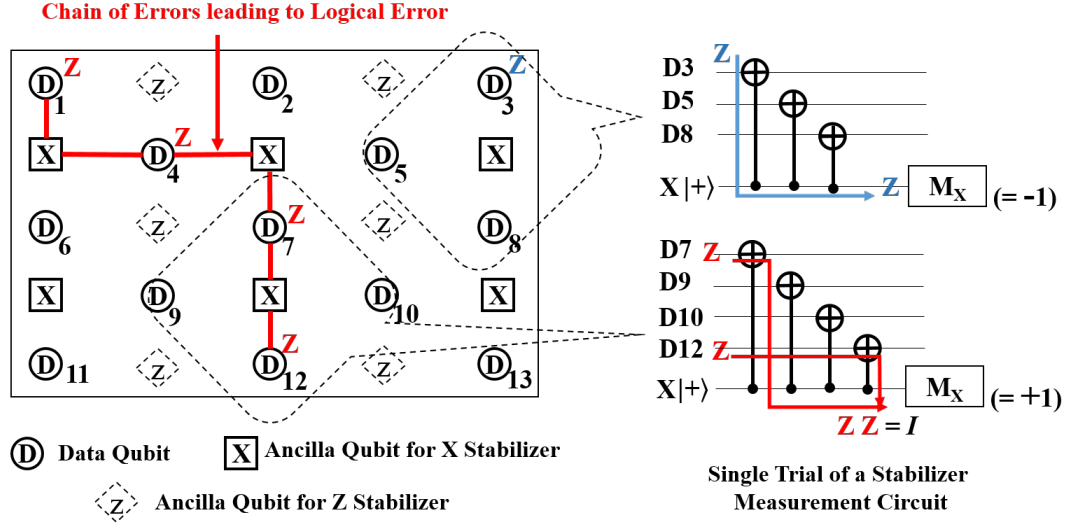 Chain of Errors leading to Logical Error
D 1 Z
Z
D 2
Z
D 3 Z
X
D 4 Z
X
D 5
X
D 6
Z
D 7 Z
Z
D 8
X
D 9
X
D 10
X
D 11
Z
D 12 Z
Z
D 13
D Data Qubit
X Ancilla Qubit for X Stabilizer
Z Ancilla Qubit for Z Stabilizer
Z
D3
D5
D8
X|+⟩
Z
MX
(= -1)
D7 Z
D9
D10
D12 Z
X|+⟩
MX
(= +1)
Z Z = I
Single Trial of a Stabilizer
Measurement Circuit